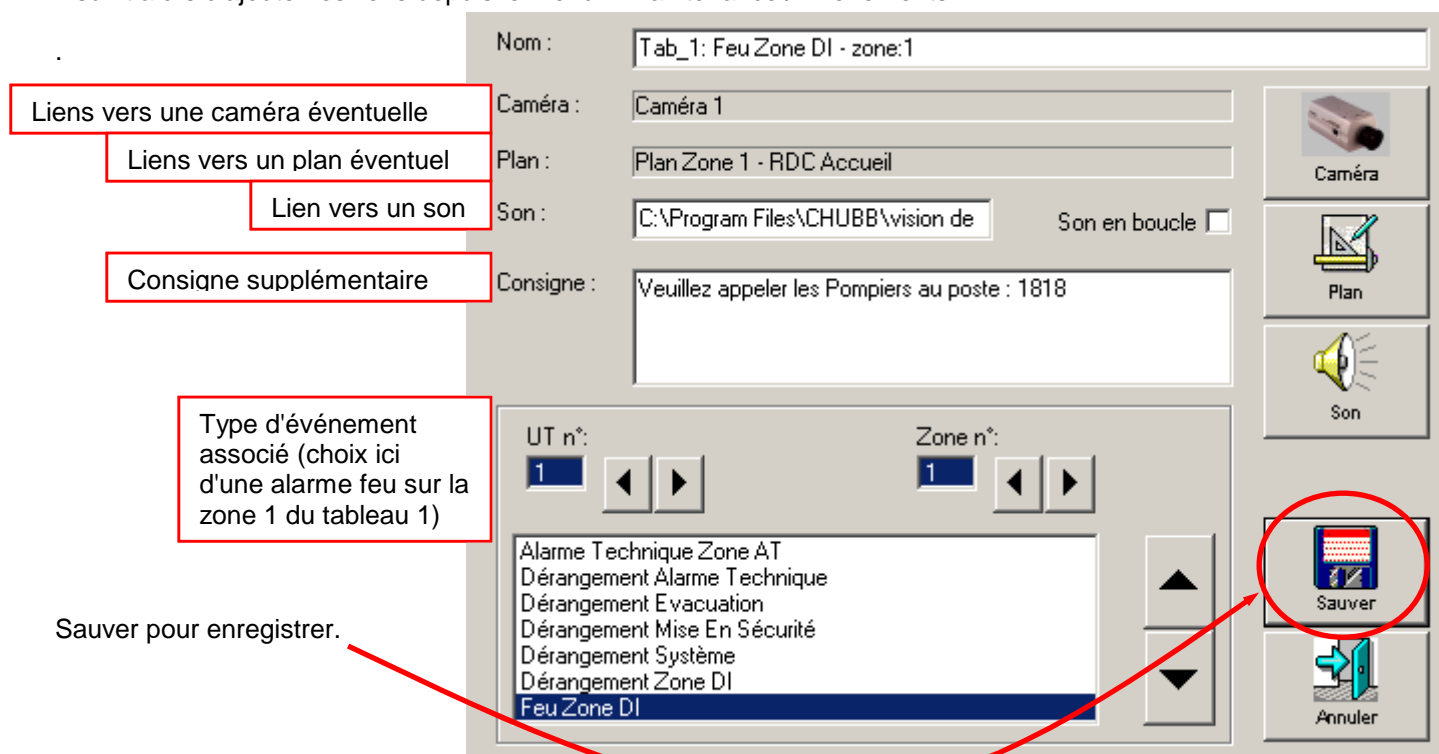 .
Nom :
Tab_1: Feu Zone DI - zone:1
Liens vers une caméra éventuelle
Caméra :
Caméra 1
Caméra
Liens vers un plan éventuel
Plan :
Plan Zone 1 - RDC Accueil
Lien vers un son
Son :
C:\Program Files\CHUBB\vision de
Son en boucle
Plan
Consigne supplémentaire
Consigne :
Veuillez appeler les Pompiers au poste : 1818
Son
Type d'événement
associé (choix ici
d'une alarme feu sur la
zone 1 du tableau 1)
UT n°:
1
Zone n°:
1
Alarme Technique Zone AT
Dérangement Alarme Technique
Dérangement Evacuation
Dérangement Mise En Sécurité
Dérangement Système
Dérangement Zone DI
Feu Zone DI
Sauver
Sauver pour enregistrer.
Annuler